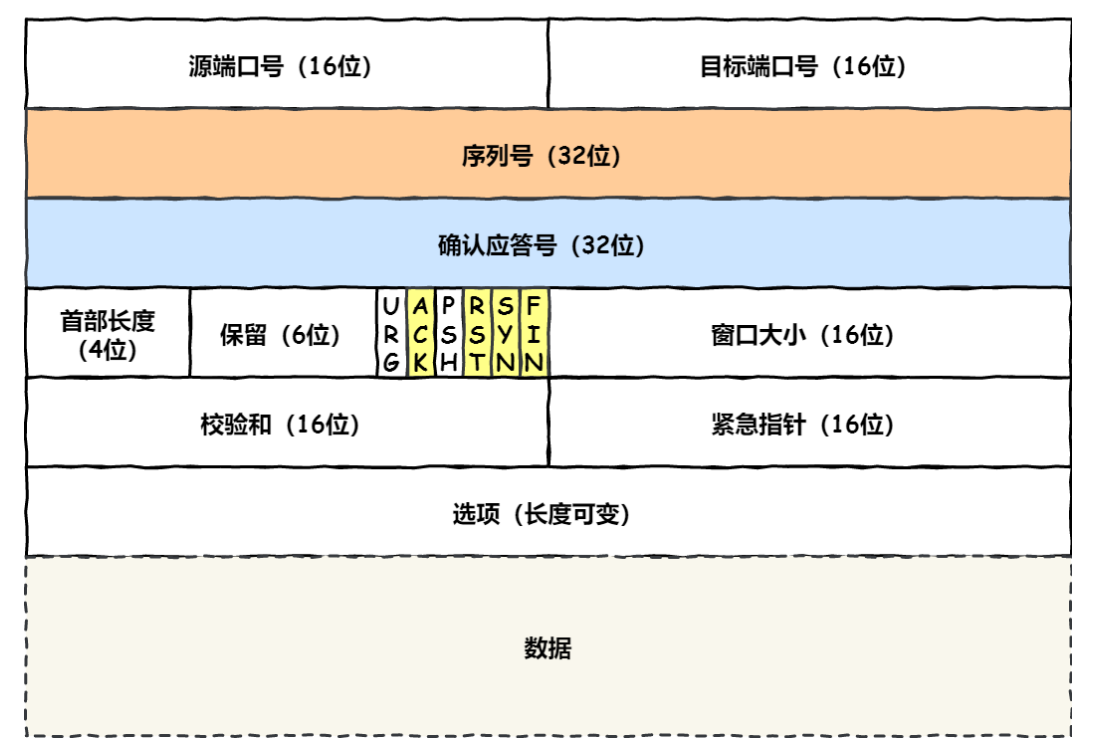 源端口号（16位）
目标端口号（16位）
序列号（32位）
确认应答号（32位）
首部长度
(4位)
保留（6位）
URG
ACK
PSH
RST
SYN
FIN
窗口大小（16位）
校验和（16位）
紧急指针（16位）
选项（长度可变）
数据